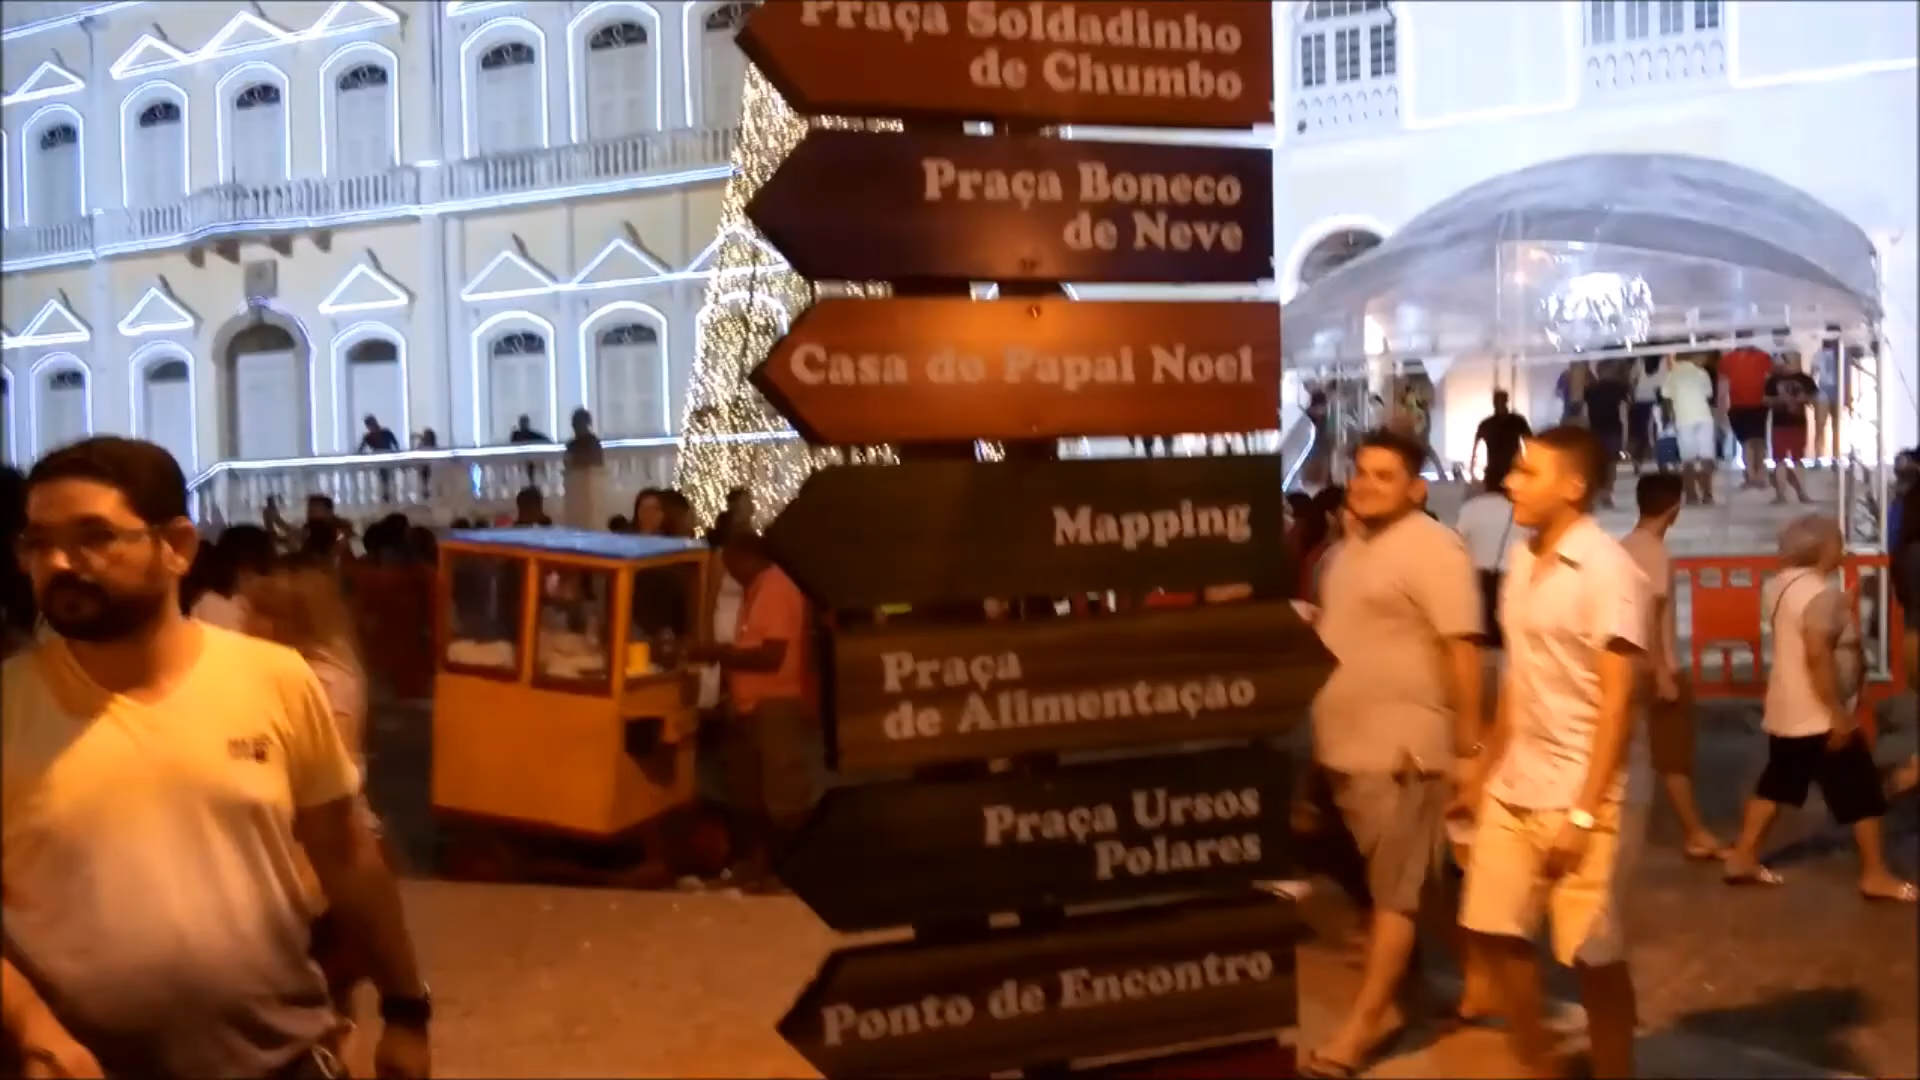 Praça Soldadinho
de Chumbo
Praça Boneco
de Neve
Casa do Papai Noel
Mapping
Praça
de Alimentação
Praça Ursos
Polares
Ponto de Encontro